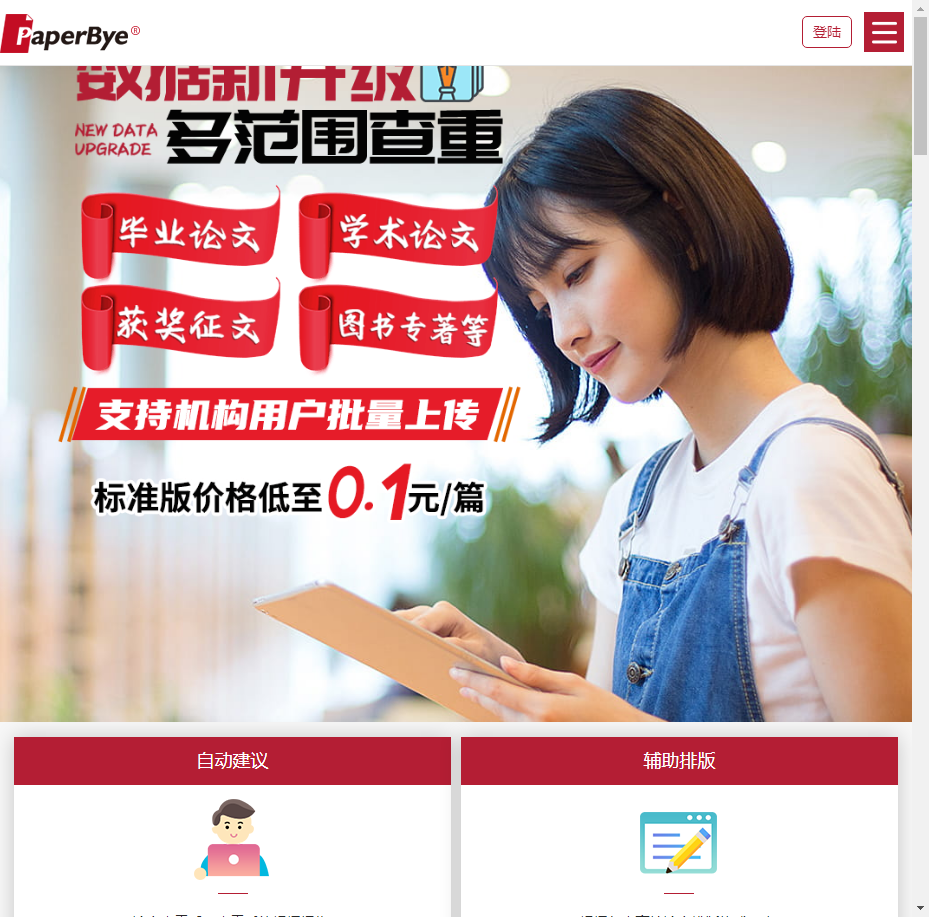 PaperBye®
登陆
数据新升级
多范围查重
NEW DATA
UPGRADE
毕业论文
学术论文
获奖征文
图书专著等
支持机构用户批量上传
标准版价格低至0.1元/篇
自动建议
辅助排版